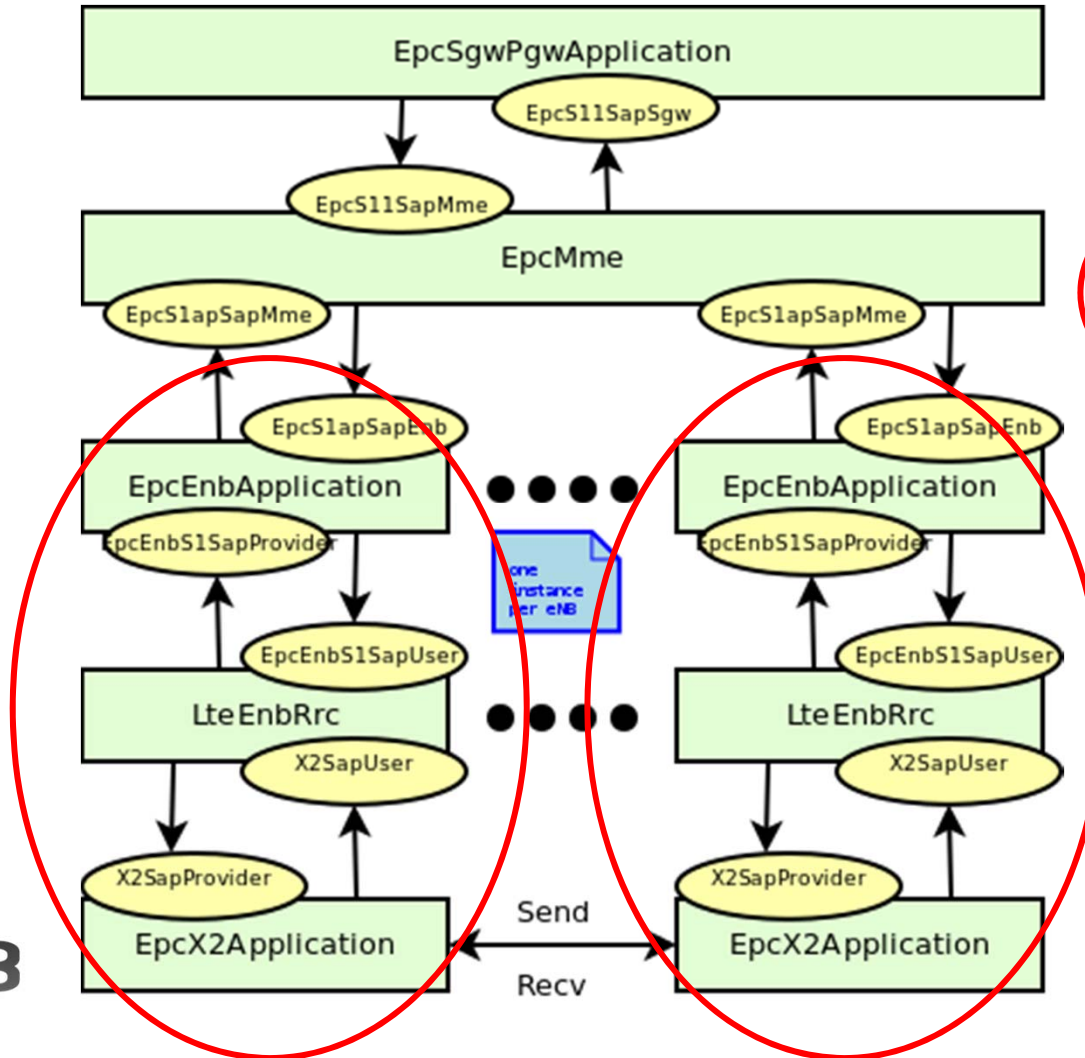 EpcSgwPgwApplication
EpcS11SapSgw
EpcS11SapMme
EpcMme
EpcS1apSapMme
EpcS1apSapMme
EpcS1apSapEnb
EpcS1apSapEnb
EpcEnbApplication
EpcEnbApplication
EpcEnbS1SapProvider
EpcEnbS1SapProvider
one
instance
per eNB
EpcEnbS1SapUser
EpcEnbS1SapUser
LteEnbRrc
LteEnbRrc
X2SapUser
X2SapUser
X2SapProvider
X2SapProvider
Send
EpcX2Application
EpcX2Application
B
Recv